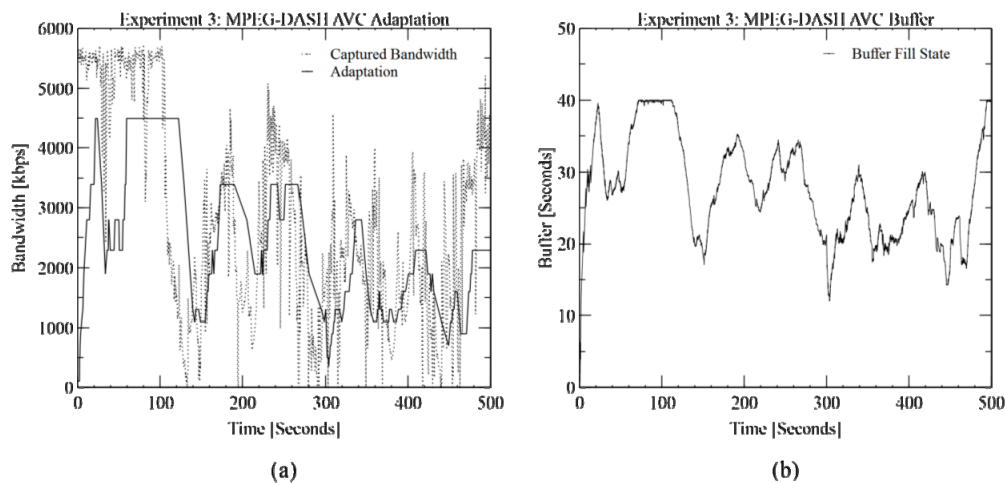 Experiment 3: MPEG-DASH AVC Adaptation
6000
5000
4000
3000
2000
1000
0
Bandwidth [kbps]
Captured Bandwidth
Adaptation
0 100 200 300 400 500
Time [Seconds]
(a)
Experiment 3: MPEG-DASH AVC Buffer
50
40
30
20
10
0
Buffer [Seconds]
Buffer Fill State
0 100 200 300 400 500
Time [Seconds]
(b)